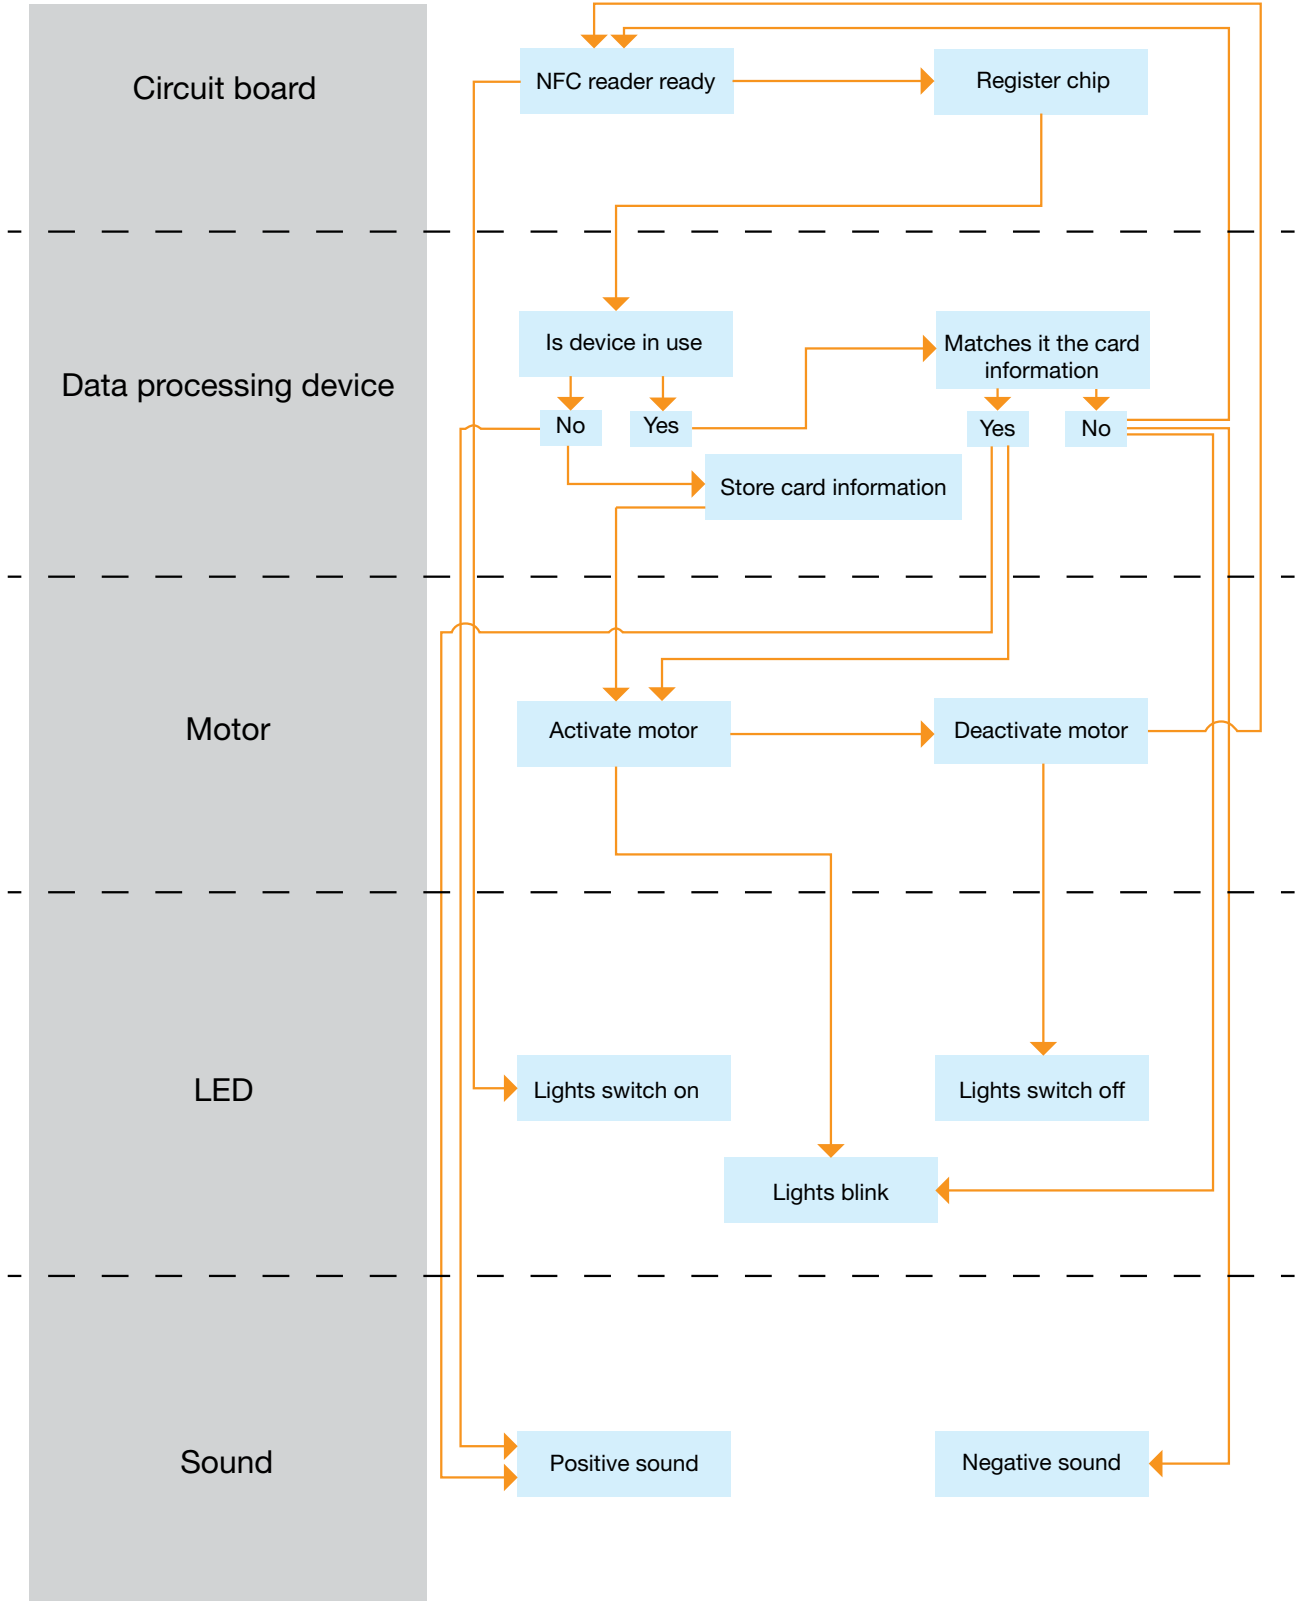 Circuit board
NFC reader ready
Register chip
Data processing device
Is device in use
Matches it the card
information
No
Yes
Yes
No
Store card information
Motor
Activate motor
Deactivate motor
LED
Lights switch on
Lights switch off
Lights blink
Sound
Positive sound
Negative sound